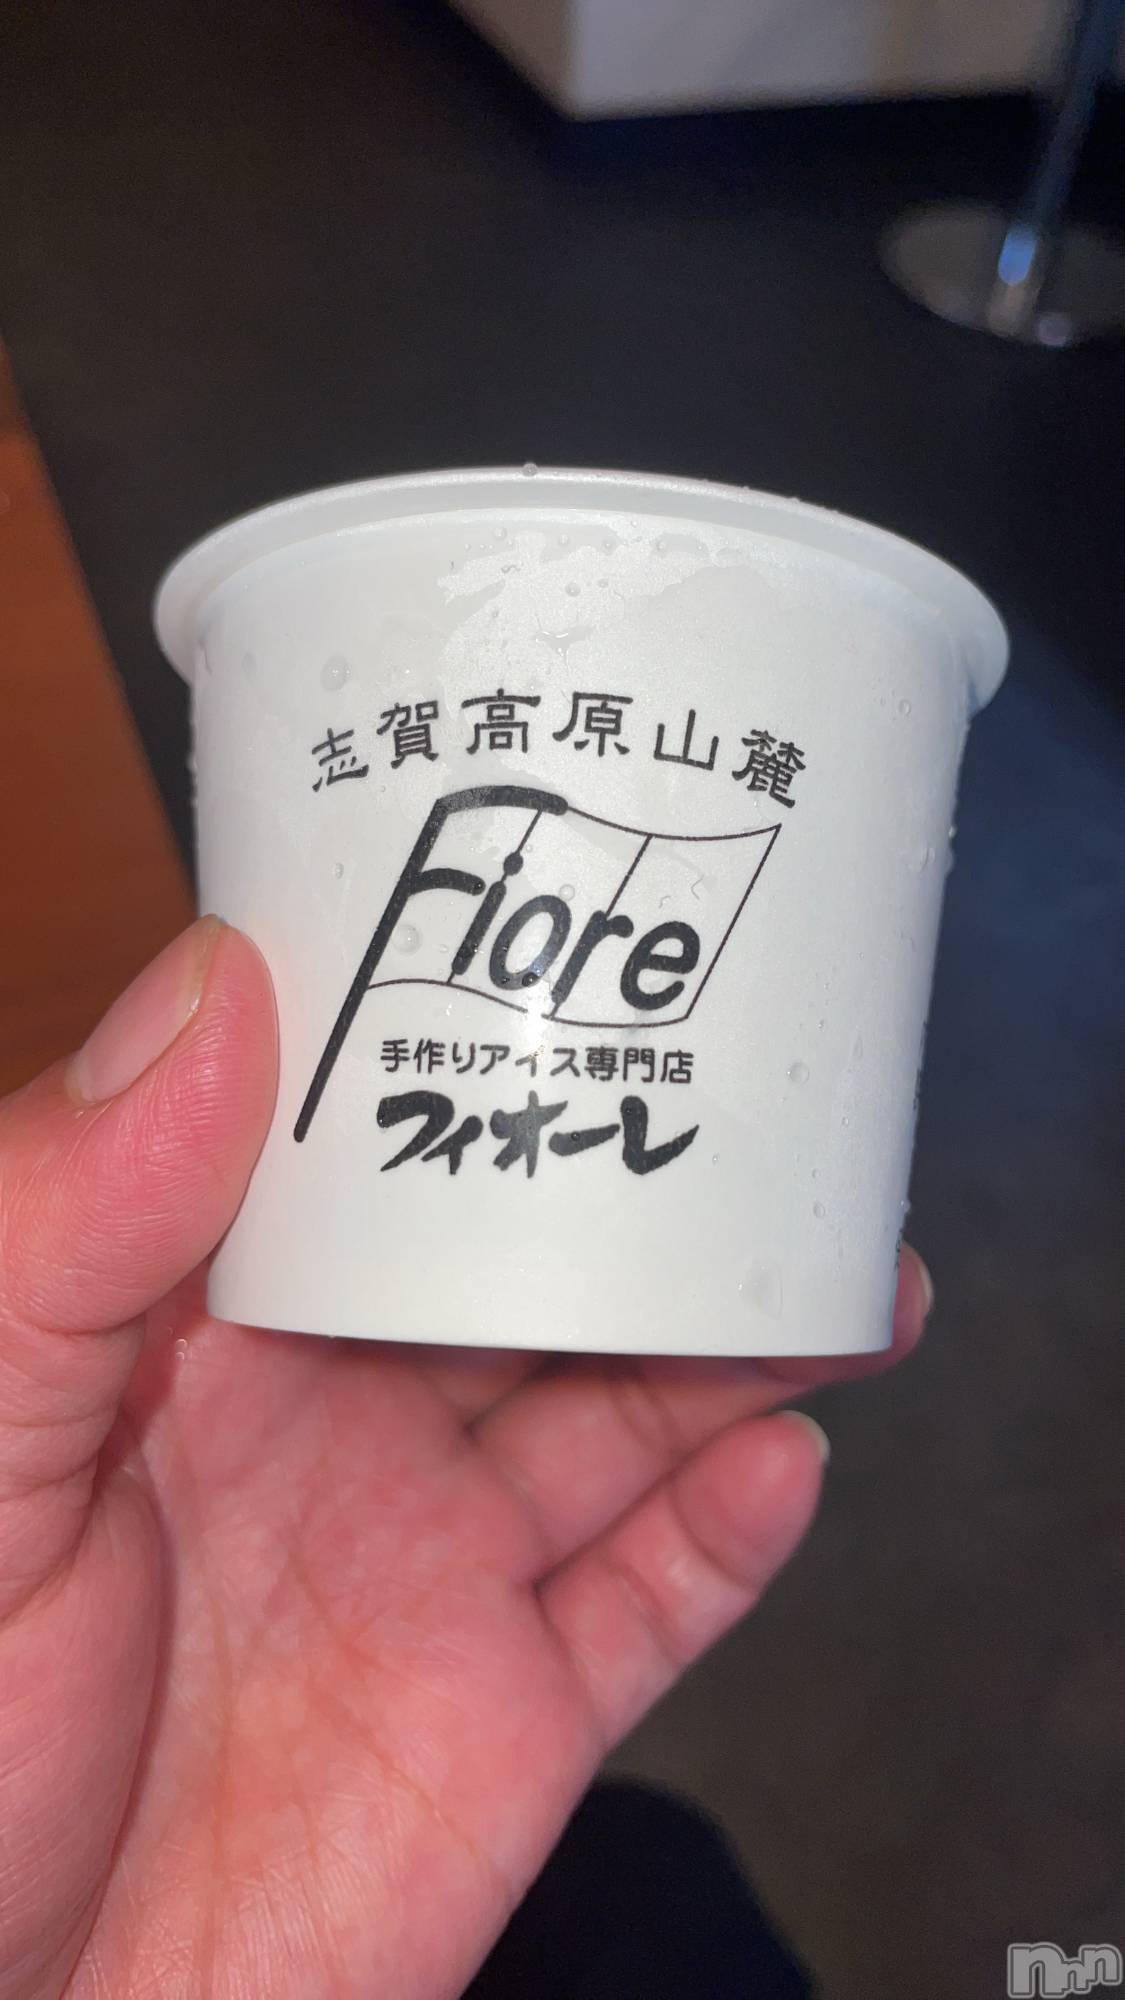 志賀高原山麓
Fiore
手作りアイス専門店
フィオーレ
nnn